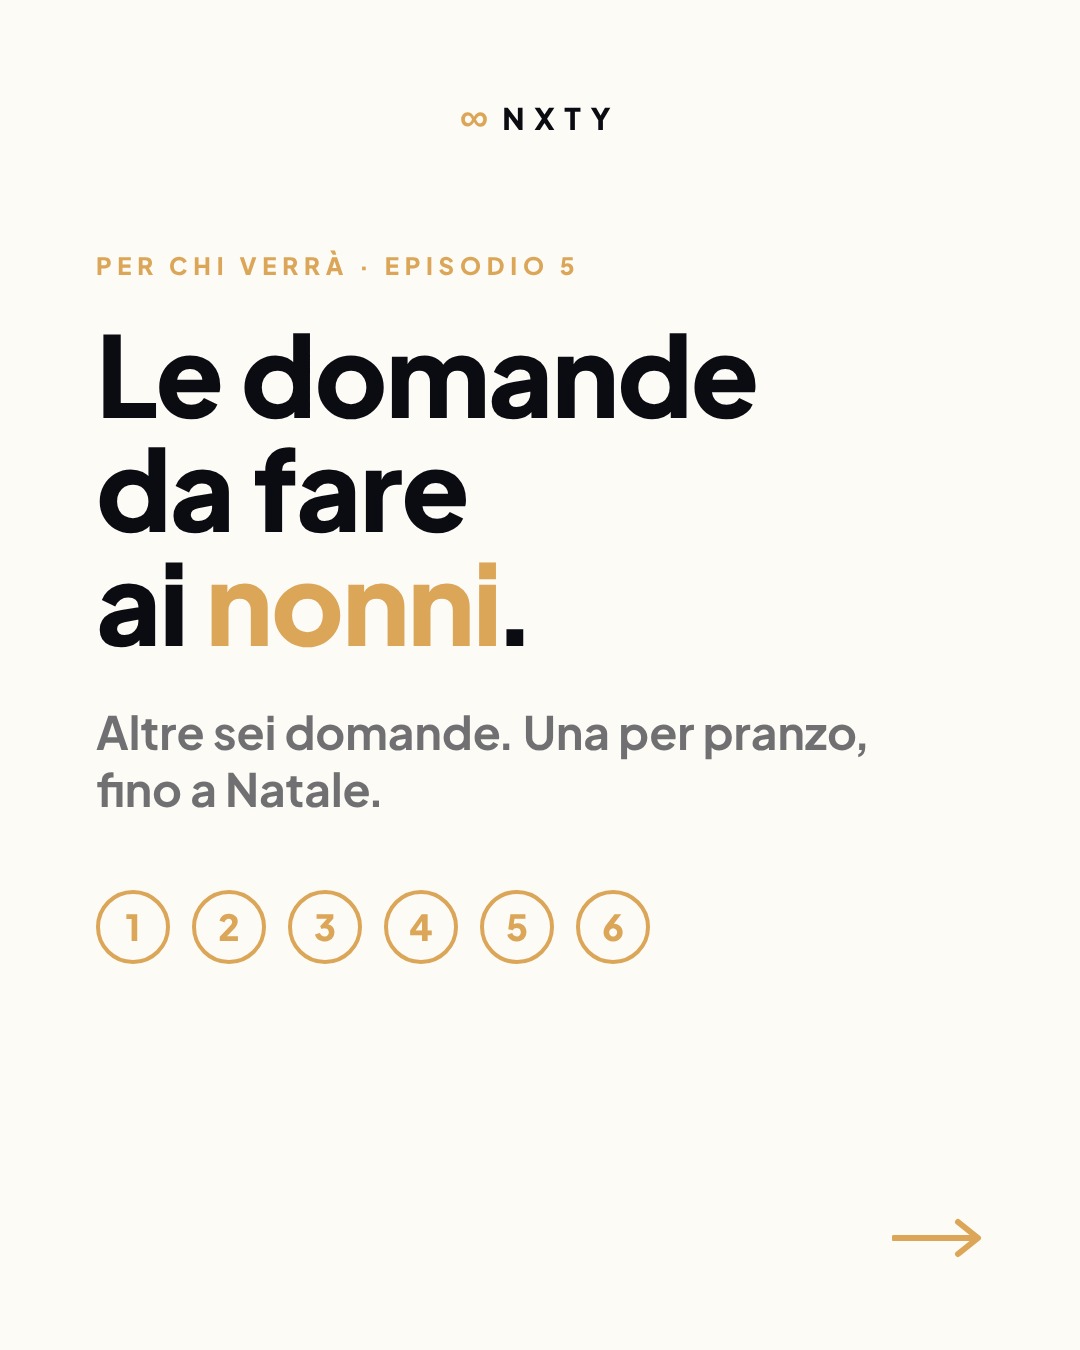 ∞ NXTY
PER CHI VERRÀ · EPISODIO 5
Le domande
da fare
ai nonni.
Altre sei domande. Una per pranzo,
fino a Natale.
1 2 3 4 5 6